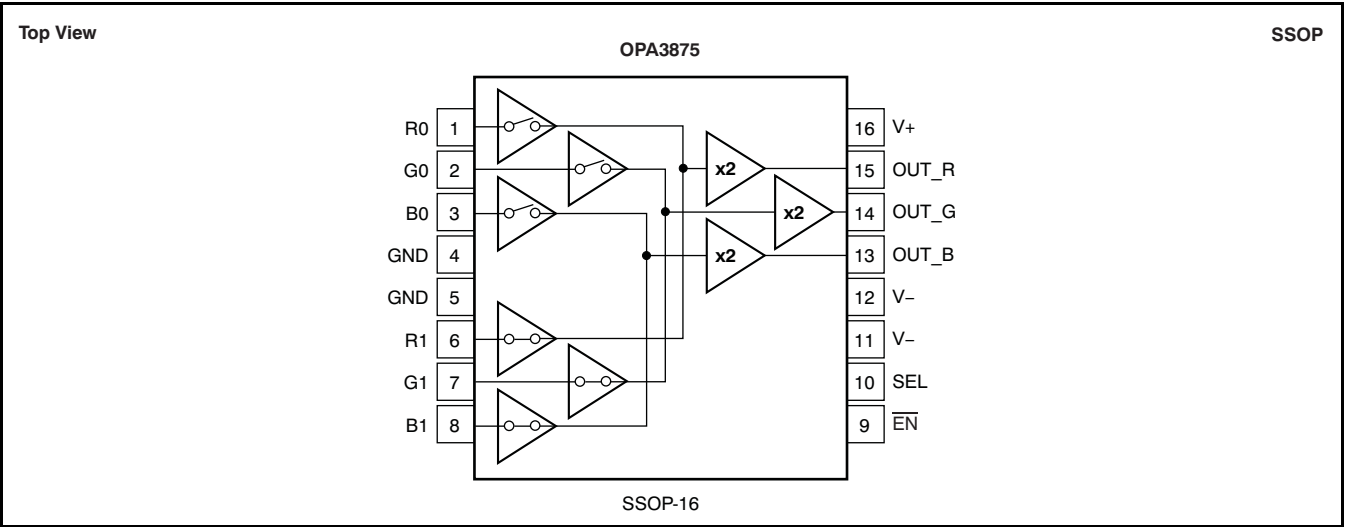 Top View
SSOP
OPA3875
R0 1
G0 2
B0 3
GND 4
GND 5
R1 6
G1 7
B1 8
x2
x2
x2
16 V+
15 OUT_R
14 OUT_G
13 OUT_B
12 V−
11 V−
10 SEL
9 E̅N̅
SSOP-16